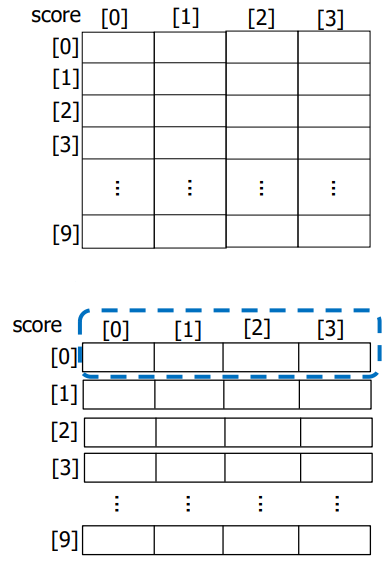 score [0] [1] [2] [3]
[0]
[1]
[2]
[3]
⋮ ⋮ ⋮ ⋮
[9]
score [0] [1] [2] [3]
[0]
[1]
[2]
[3]
⋮ ⋮ ⋮ ⋮
[9]